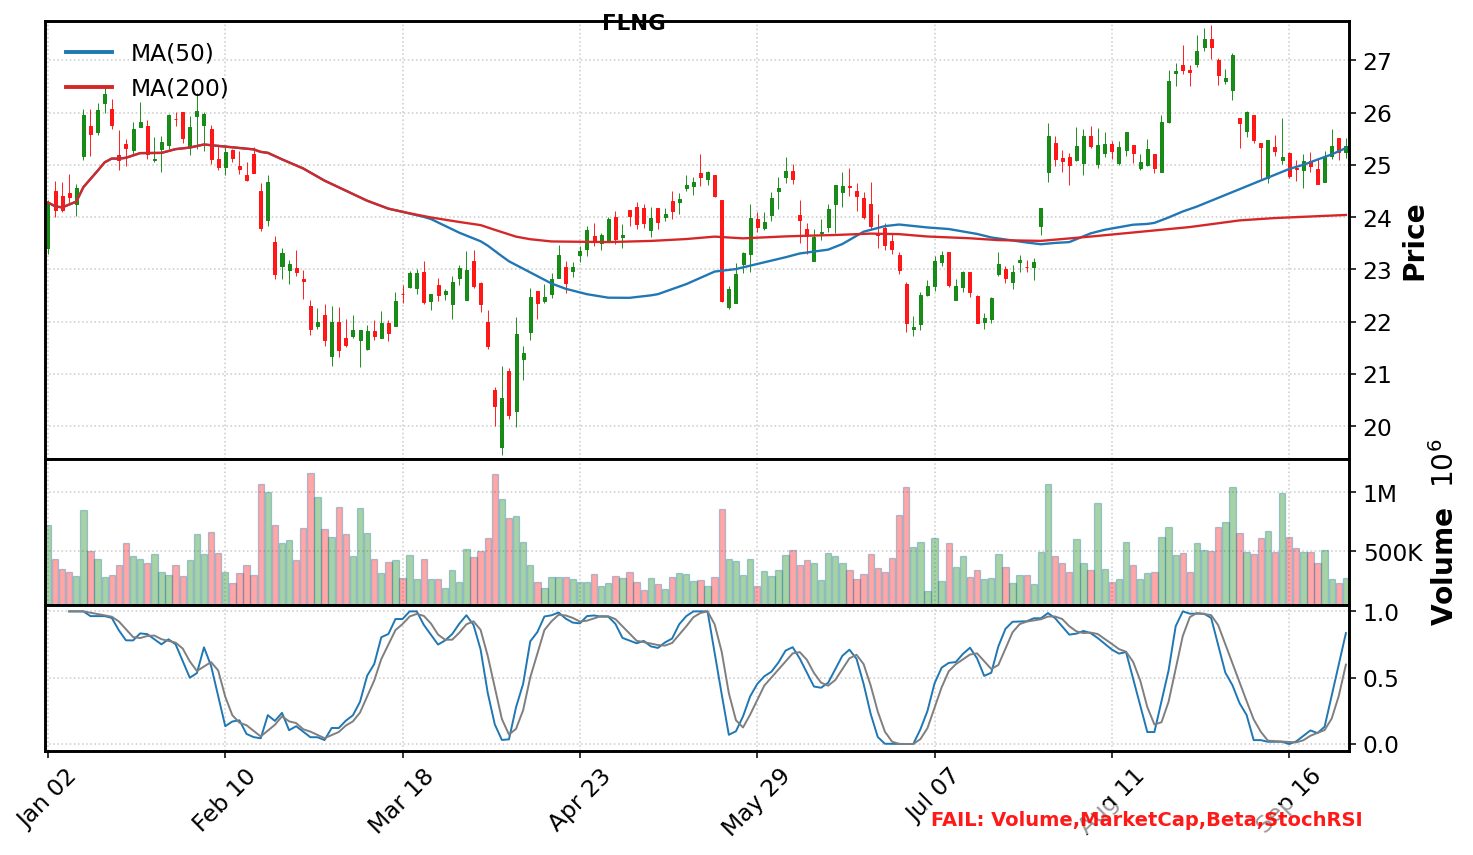 FLNG
MA(50)
MA(200)
27
26
25
24
23
22
21
20
Price
1M
500K
Volume 10⁶
1.0
0.5
0.0
Jan 02
Feb 10
Mar 18
Apr 23
May 29
Jul 07
Aug 11
Sep 16
FAIL: Volume,MarketCap,Beta,StochRSI